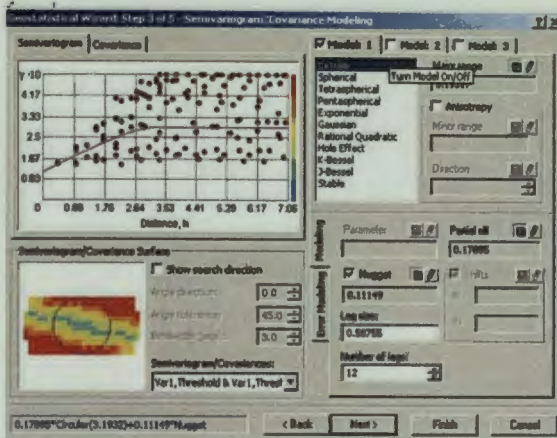 Geostatistical Wizard: Step 3 of 5 - Semivariogram/Covariance Modeling
Semivariogram
Covariance
γ·10
4.17
3.33
2.5
1.67
0.83
0 0.88 1.76 2.64 3.53 4.41 5.29 6.17 7.05
Distance, h
Semivariogram/Covariance Surface
Show search direction
Angle direction:
0.0
Angle tolerance:
45.0
3.0
Semivariogram/Covariances:
Var1,Threshold & Var1,Thresh
Model: 1
Model: 2
Model: 3
Turn Model On/Off
Major range
Spherical
Tetraspherical
Pentaspherical
Exponential
Gaussian
Rational Quadratic
Hole Effect
K-Bessel
J-Bessel
Stable
Anisotropy
Minor range
Direction
Modeling
Error Modeling
Parameter
Partial sill
0.17895
Nugget
0.11149
Lag size:
0.58755
Number of lags:
12
0.17895*Circular(3.1932)+0.11149*Nugget
< Back
Next >
Finish
Cancel